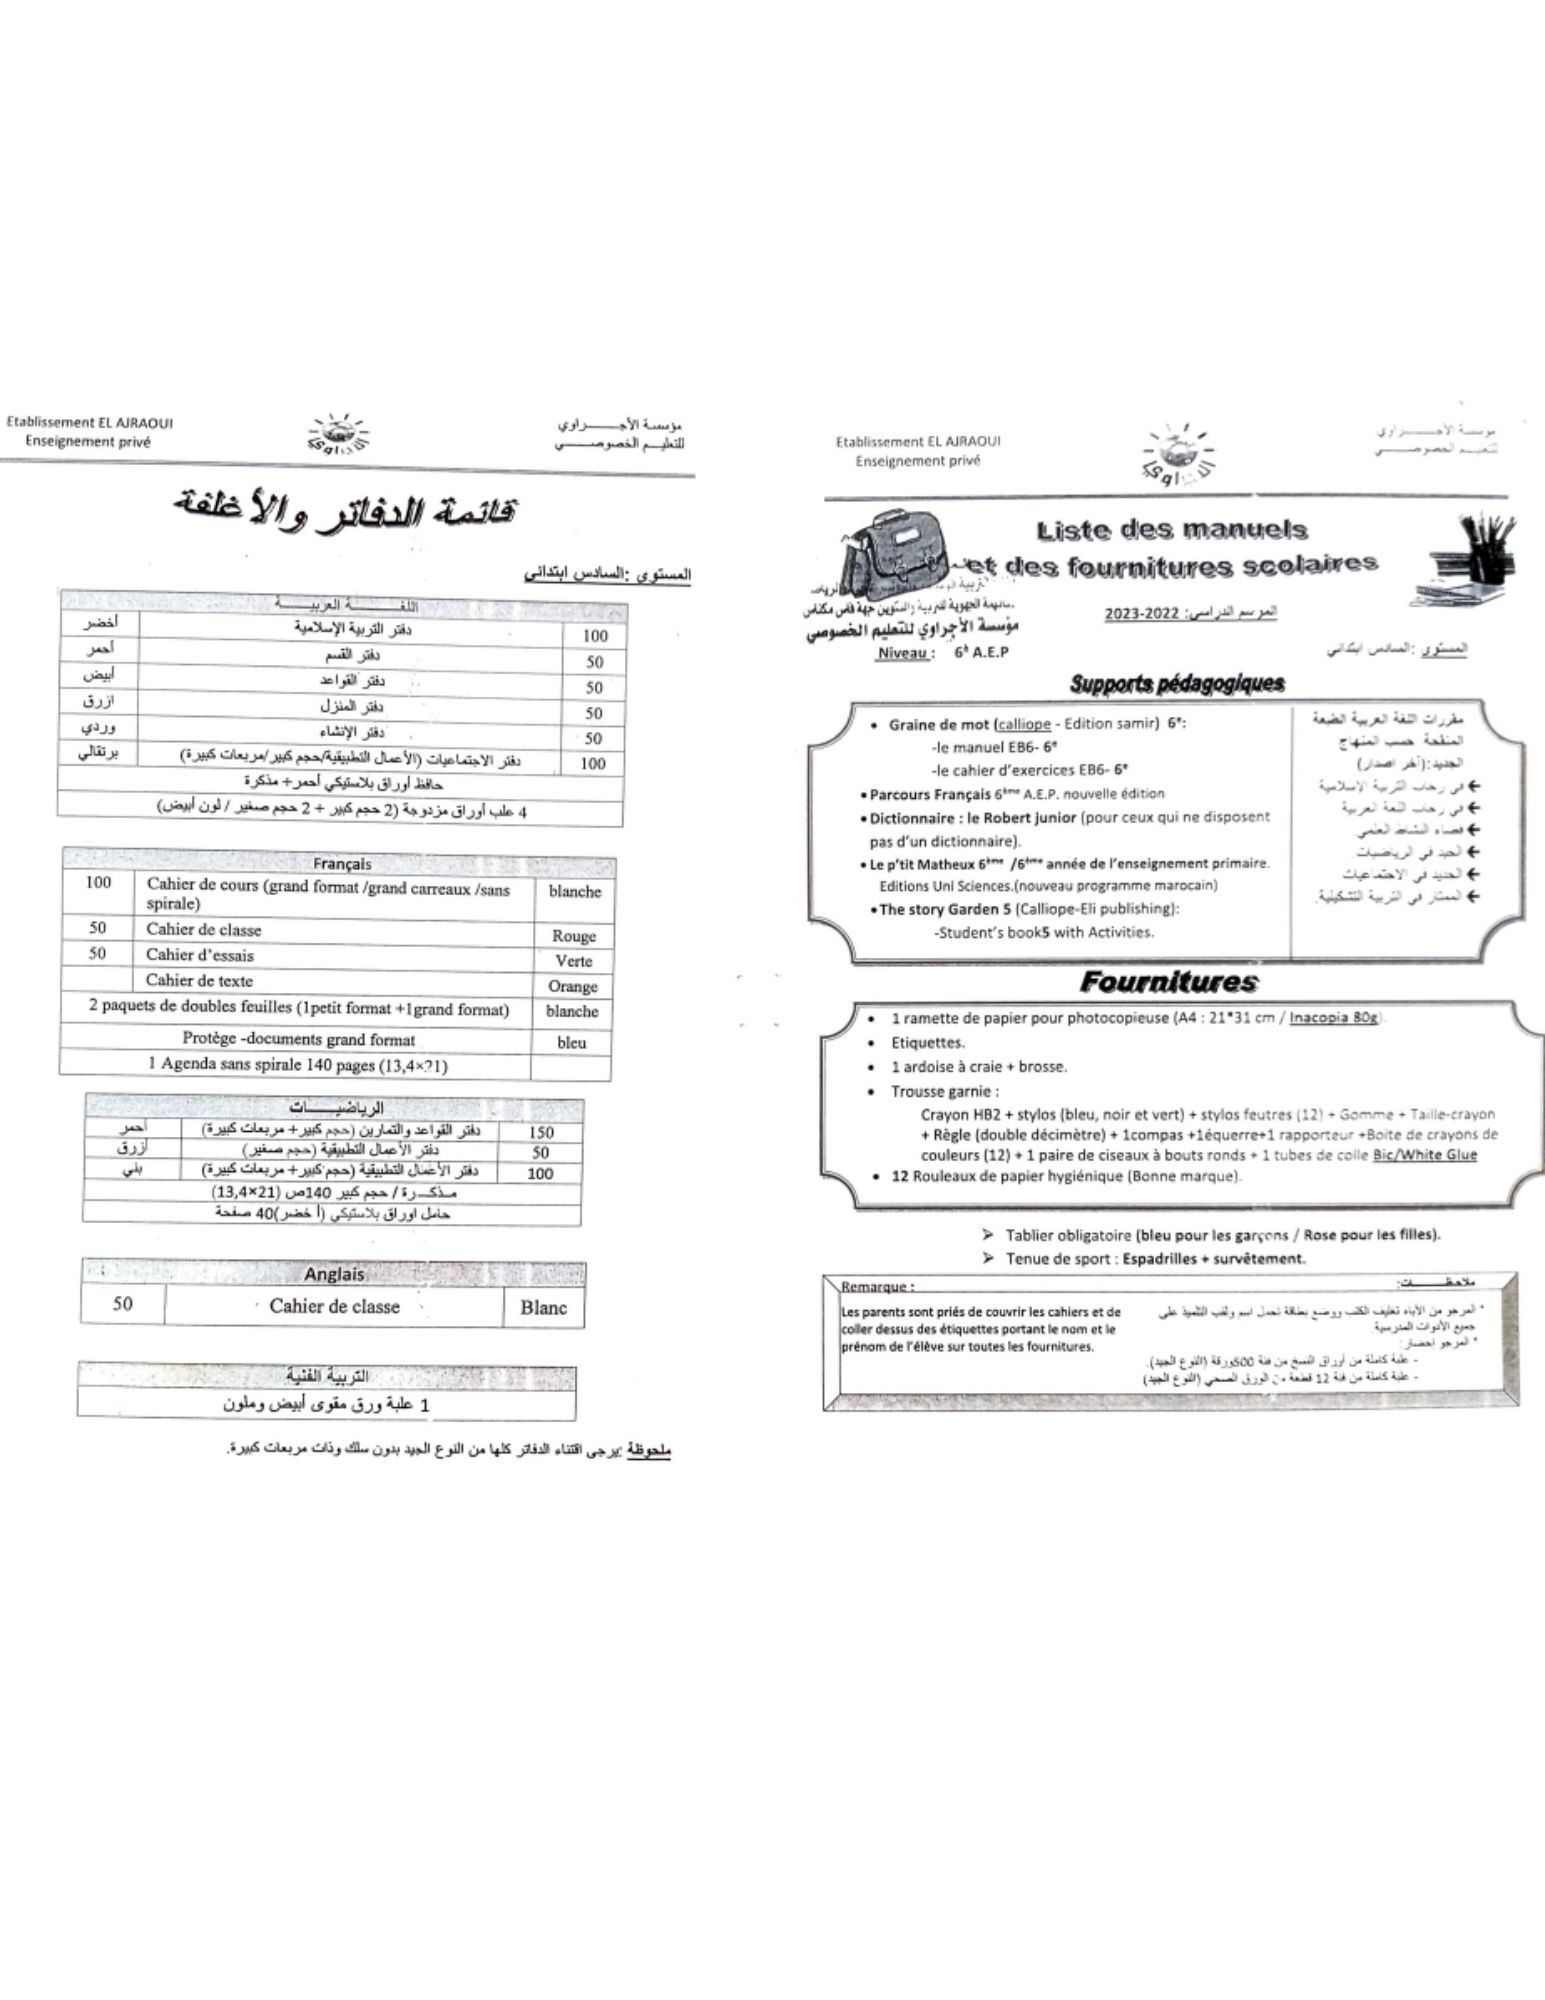 Etablissement EL AJRAOUI
Enseignement privé
مؤسسة الأجـــــراوي
للتعليـم الخصوصـــي
قائمة الدفاتر والأغلفة
المستوى :السادس ابتدائي
اللغـــــــة العربيـــــــة
100 دفتر التربية الإسلامية أخضر
50 دفتر القسم أحمر
50 دفتر القواعد أبيض
50 دفتر المنزل ازرق
50 دفتر الإنشاء وردي
100 دفتر الاجتماعيات (الأعمال التطبيقية/حجم كبير/مربعات كبيرة) برتقالي
حافظ أوراق بلاستيكي أحمر+ مذكرة
4 علب أوراق مزدوجة (2 حجم كبير + 2 حجم صغير / لون أبيض)
Français
100 Cahier de cours (grand format /grand carreaux /sans
spirale) blanche
50 Cahier de classe Rouge
50 Cahier d'essais Verte
Cahier de texte Orange
2 paquets de doubles feuilles (1petit format +1grand format) blanche
Protège -documents grand format bleu
1 Agenda sans spirale 140 pages (13,4×21)
الرياضيـــــات
150 دفتر القواعد والتمارين (حجم كبير+ مربعات كبيرة) أحمر
50 دفتر الأعمال التطبيقية (حجم صغير) أزرق
100 دفتر الأعمال التطبيقية (حجم كبير+ مربعات كبيرة) بني
مـذكــرة / حجم كبير 140ص (21×13,4)
حامل اوراق بلاستيكي (أ خضر)40 صفحة
Anglais
50 Cahier de classe Blanc
التربية الفنية
1 علبة ورق مقوى أبيض وملون
ملحوظة :يرجى اقتناء الدفاتر كلها من النوع الجيد بدون سلك وذات مربعات كبيرة.
Etablissement EL AJRAOUI
Enseignement privé
مؤسسة الأجـــــراوي
للتعليـم الخصوصـــي
Liste des manuels
et des fournitures scolaires
الجهوية للتربية والتكوين جهة فاس مكناس
مؤسسة الأجراوي للتعليم الخصوصي
الموسم الدراسي: 2022-2023
Niveau : 6è A.E.P
المستوى :السادس ابتدائي
Supports pédagogiques
• Graine de mot (calliope - Edition samir) 6e:
-le manuel EB6- 6e
-le cahier d'exercices EB6- 6e
• Parcours Français 6ème A.E.P. nouvelle édition
• Dictionnaire : le Robert junior (pour ceux qui ne disposent
pas d'un dictionnaire).
• Le p'tit Matheux 6ème /6ème année de l'enseignement primaire.
Editions Uni Sciences.(nouveau programme marocain)
• The story Garden 5 (Calliope-Eli publishing):
-Student's book5 with Activities.
مقررات اللغة العربية الطبعة
المنقحة حسب المنهاج
الجديد:(آخر اصدار)
← في رحاب التربية الإسلامية
← في رحاب اللغة العربية
← فضاء النشاط العلمي
← الجيد في الرياضيات
← الجديد في الاجتماعيات
← الممتاز في التربية التشكيلية.
Fournitures
• 1 ramette de papier pour photocopieuse (A4 : 21*31 cm / Inacopia 80g).
• Etiquettes.
• 1 ardoise à craie + brosse.
• Trousse garnie :
Crayon HB2 + stylos (bleu, noir et vert) + stylos feutres (12) + Gomme + Taille-crayon
+ Règle (double décimètre) + 1compas +1équerre+1 rapporteur +Boite de crayons de
couleurs (12) + 1 paire de ciseaux à bouts ronds + 1 tubes de colle Bic/White Glue
• 12 Rouleaux de papier hygiénique (Bonne marque).
➢ Tablier obligatoire (bleu pour les garçons / Rose pour les filles).
➢ Tenue de sport : Espadrilles + survêtement.
Remarque :
Les parents sont priés de couvrir les cahiers et de
coller dessus des étiquettes portant le nom et le
prénom de l'élève sur toutes les fournitures.
ملاحظـــــات:
* المرجو من الآباء تغليف الكتب ووضع بطاقة تحمل اسم ولقب التلميذ على
جميع الأدوات المدرسية.
* المرجو إحضار:
- علبة كاملة من أوراق النسخ من فئة 500ورقة (النوع الجيد).
- علبة كاملة من فئة 12 قطعة من الورق الصحي (النوع الجيد)